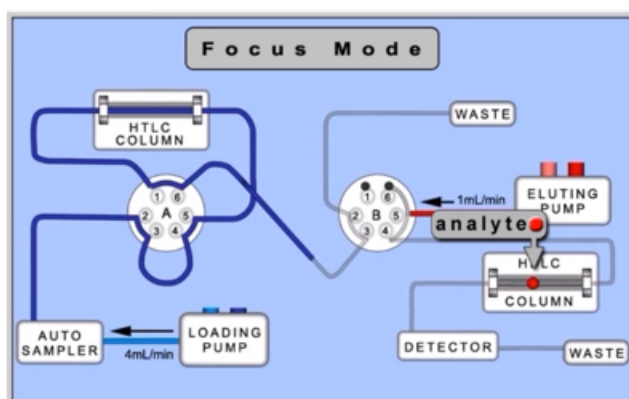 Focus Mode
HTLC
COLUMN
WASTE
1
6
2
A
5
3
4
1
6
2
B
5
3
4
1mL/min
ELUTING
PUMP
analyte
COLUMN
AUTO
SAMPLER
4mL/min
LOADING
PUMP
DETECTOR
WASTE